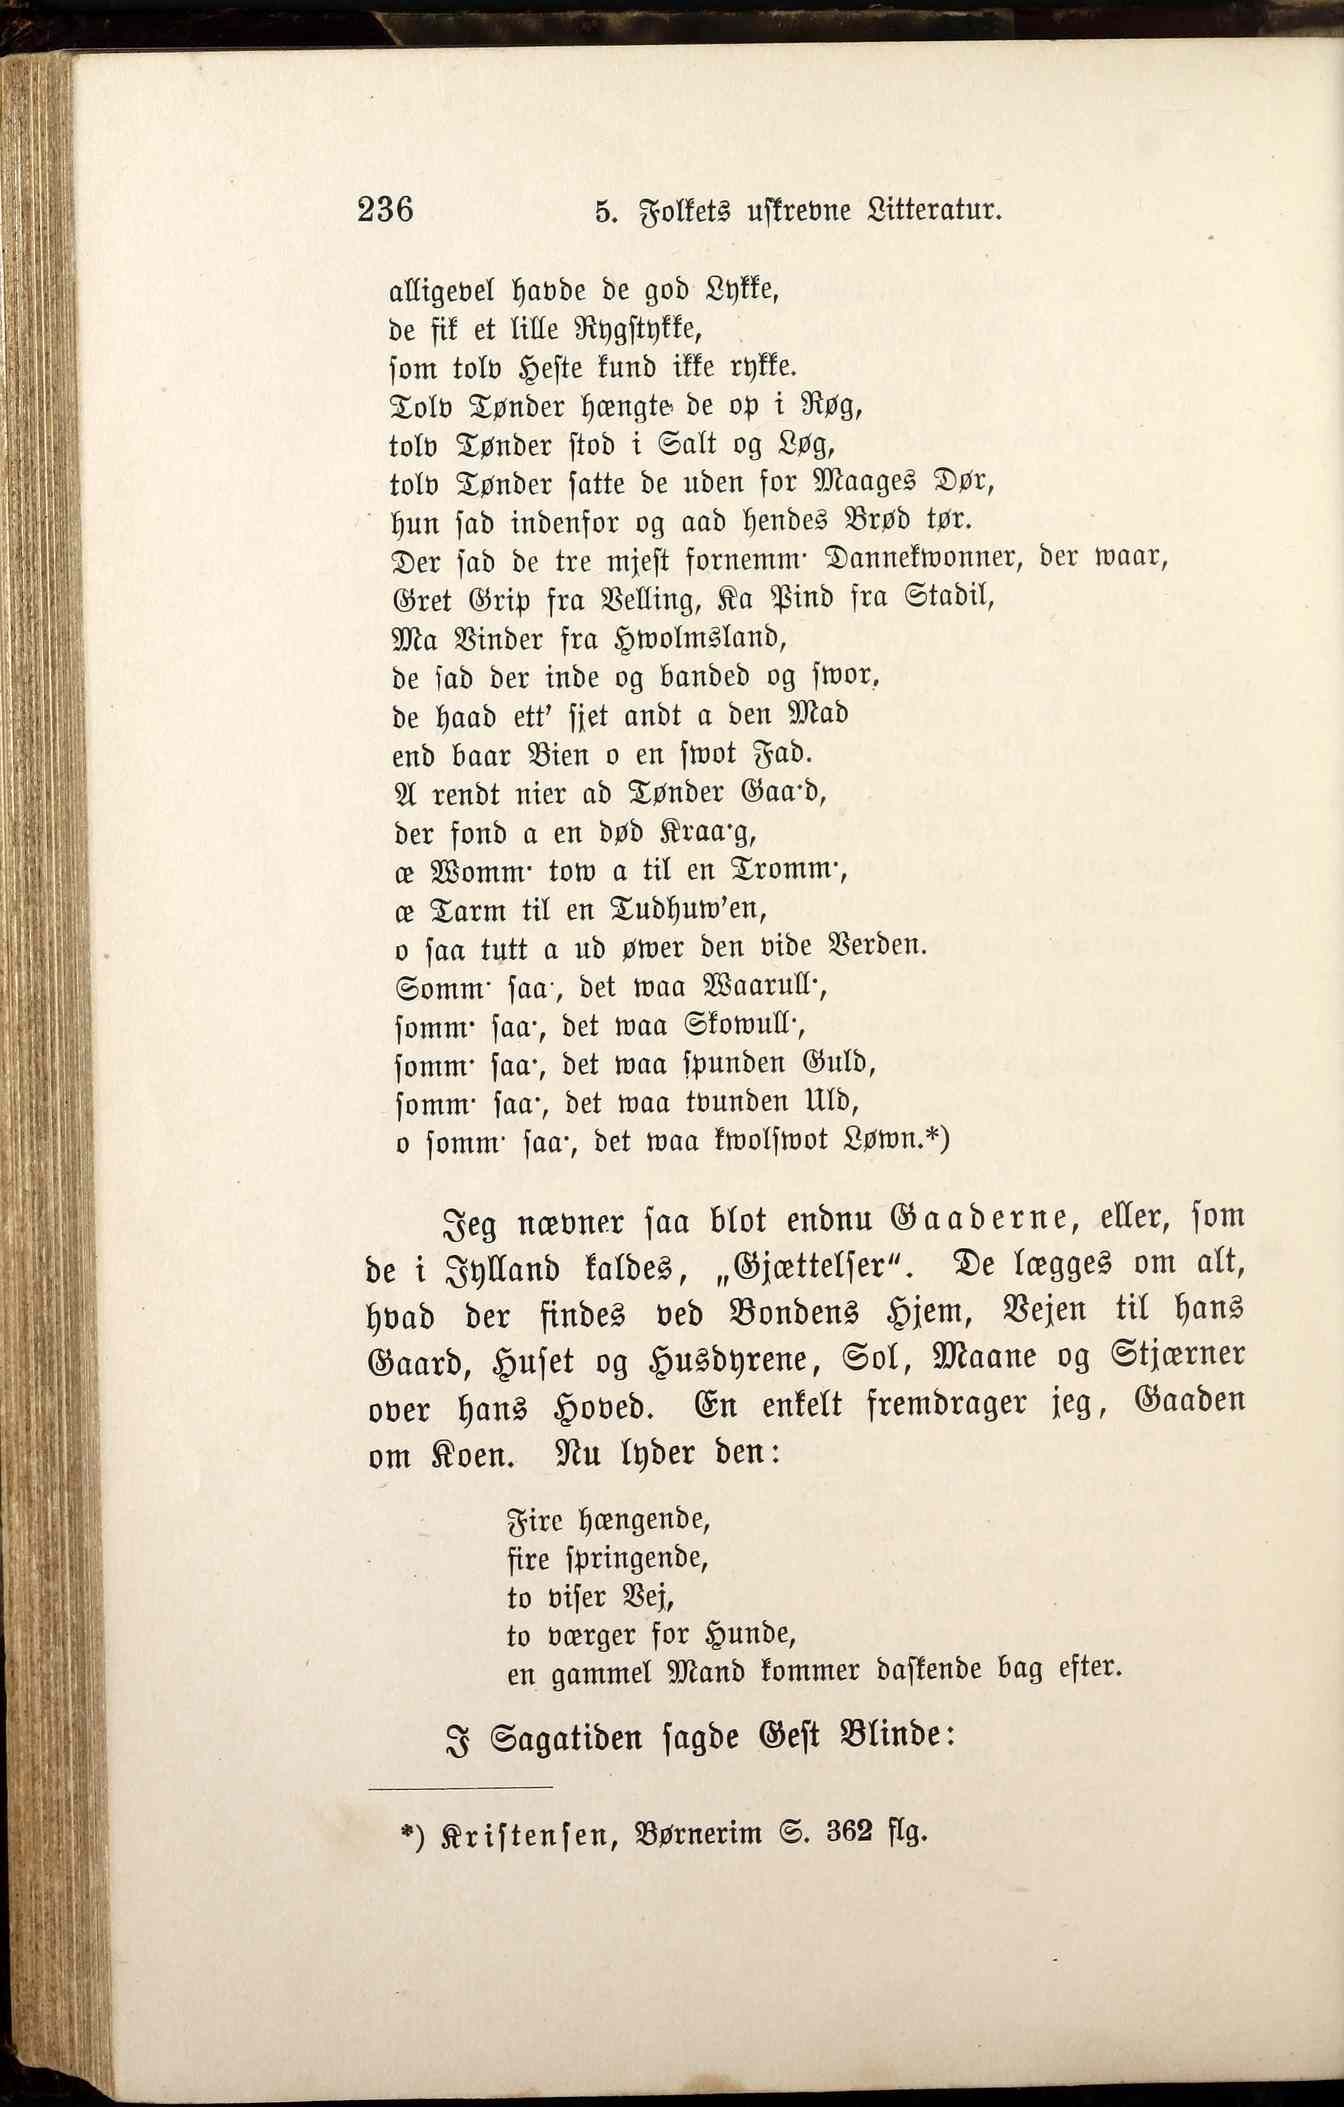 236 5. Folkets uskrevne Litteratur.
alligevel havde de god Lykke,
de fik et lille Rygstykke,
som tolv Heste kund ikke rykke.
Tolv Tønder hængte de op i Røg,
tolv Tønder stod i Salt og Løg,
tolv Tønder satte de uden for Maages Dør,
hun sad indenfor og aad hendes Brød tør.
Der sad de tre mjest fornemm· Dannekwonner, der waar,
Gret Grip fra Velling, Ka Pind fra Stadil,
Ma Vinder fra Hwolmsland,
de sad der inde og banded og swor,
de haad ett' sjet andt a den Mad
end baar Bien o en swot Fad.
A rendt nier ad Tønder Gaa·d,
der fond a en død Kraa·g,
æ Womm· tow a til en Tromm·,
æ Tarm til en Tudhuw'en,
o saa tutt a ud øwer den vide Verden.
Somm· saa·, det waa Waarull·,
somm· saa·, det waa Skowull·,
somm· saa·, det waa spunden Guld,
somm· saa·, det waa tvunden Uld,
o somm· saa·, det waa kwolswot Løwn.*)
Jeg nævner saa blot endnu Gaaderne, eller, som
de i Jylland kaldes, „Gjættelser“. De lægges om alt,
hvad der findes ved Bondens Hjem, Vejen til hans
Gaard, Huset og Husdyrene, Sol, Maane og Stjærner
over hans Hoved. En enkelt fremdrager jeg, Gaaden
om Koen. Nu lyder den:
Fire hængende,
fire springende,
to viser Vej,
to værger for Hunde,
en gammel Mand kommer daskende bag efter.
I Sagatiden sagde Gest Blinde:
*) Kristensen, Børnerim S. 362 flg.